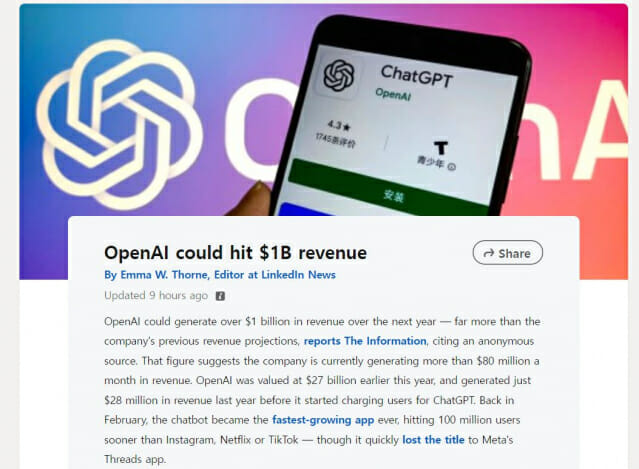 OpenAI
ChatGPT
OpenAI
4.3★
1745条评价
T
青少年 ⓘ
安装
OpenAI could hit $1B revenue
Share
By Emma W. Thorne, Editor at LinkedIn News
Updated 9 hours ago
OpenAI could generate over $1 billion in revenue over the next year — far more than the
company's previous revenue projections, reports The Information, citing an anonymous
source. That figure suggests the company is currently generating more than $80 million a
month in revenue. OpenAI was valued at $27 billion earlier this year, and generated just
$28 million in revenue last year before it started charging users for ChatGPT. Back in
February, the chatbot became the fastest-growing app ever, hitting 100 million users
sooner than Instagram, Netflix or TikTok — though it quickly lost the title to Meta's
Threads app.